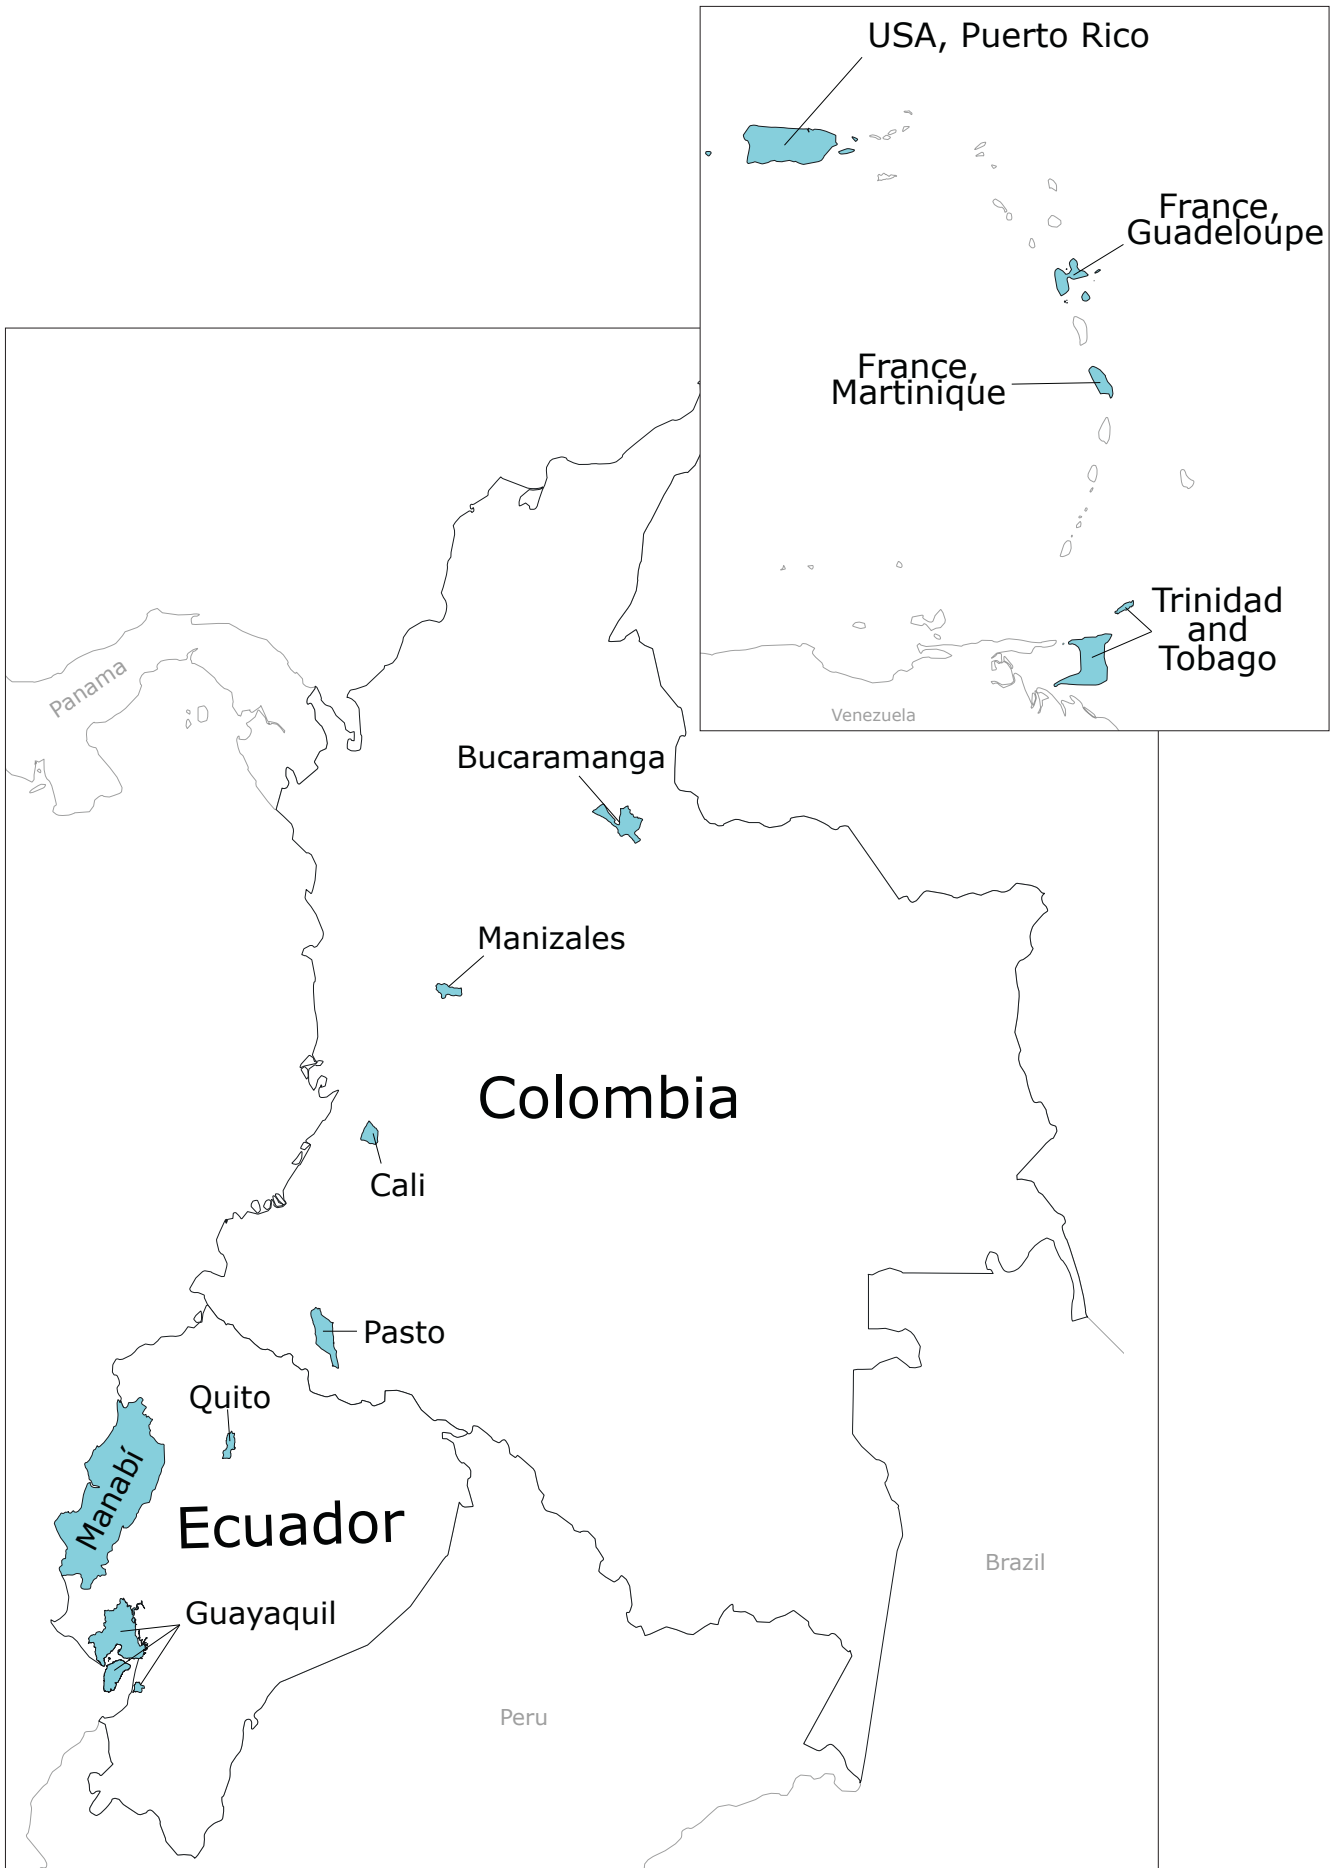 USA, Puerto Rico
France,
Guadeloupe
France,
Martinique
Trinidad
and
Tobago
Venezuela
Panama
Bucaramanga
Manizales
Colombia
Cali
Pasto
Quito
Manabí
Ecuador
Brazil
Guayaquil
Peru